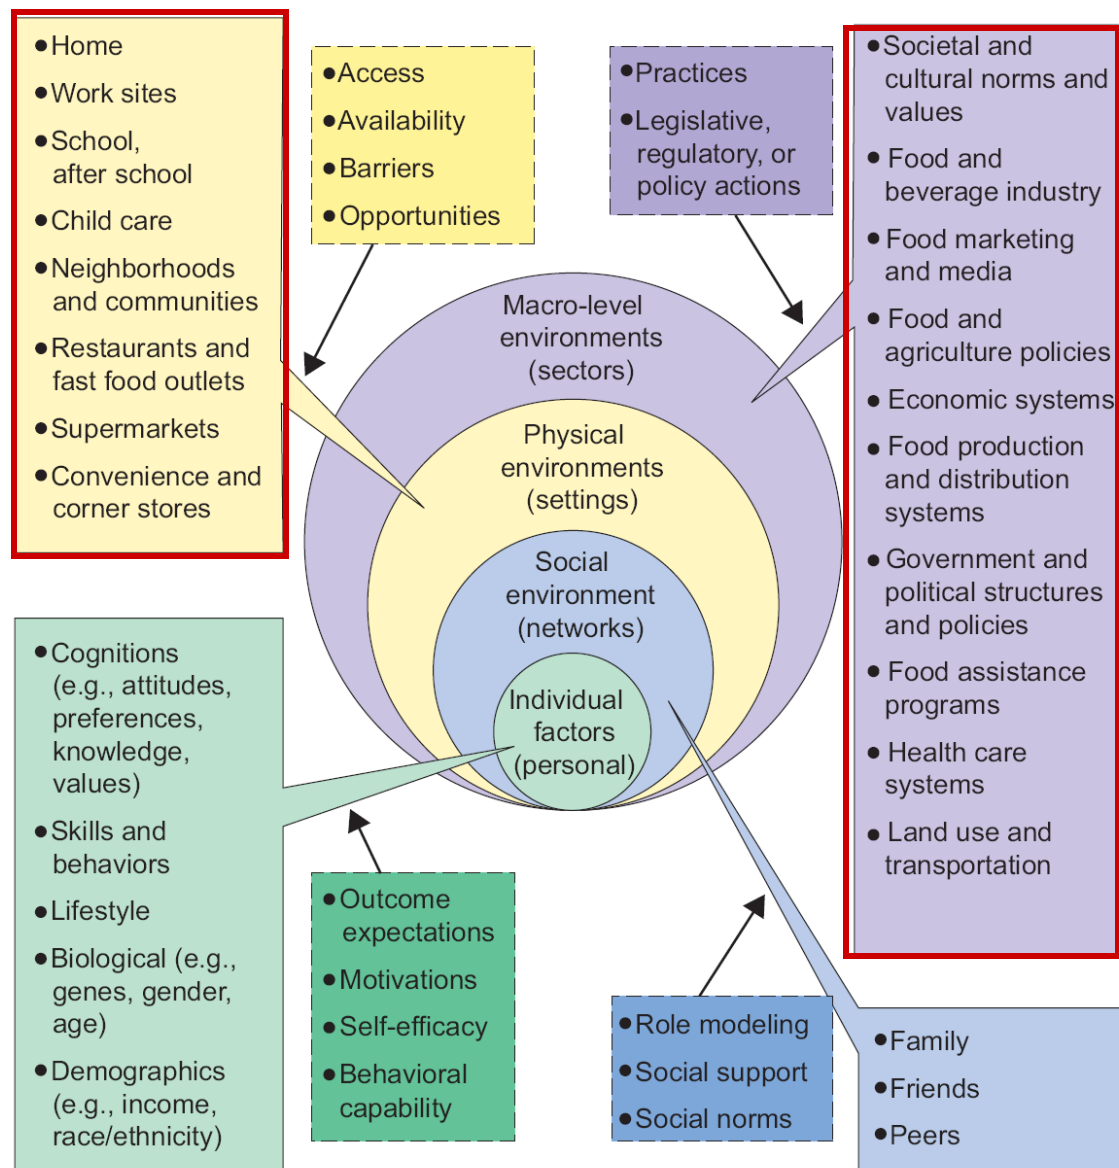 • Home
• Work sites
• School,
after school
• Child care
• Neighborhoods
and communities
• Restaurants and
fast food outlets
• Supermarkets
• Convenience and
corner stores
• Access
• Availability
• Barriers
• Opportunities
• Practices
• Legislative,
regulatory, or
policy actions
• Societal and
cultural norms and
values
• Food and
beverage industry
• Food marketing
and media
• Food and
agriculture policies
• Economic systems
• Food production
and distribution
systems
• Government and
political structures
and policies
• Food assistance
programs
• Health care
systems
• Land use and
transportation
Macro-level
environments
(sectors)
Physical
environments
(settings)
Social
environment
(networks)
Individual
factors
(personal)
• Cognitions
(e.g., attitudes,
preferences,
knowledge,
values)
• Skills and
behaviors
• Lifestyle
• Biological (e.g.,
genes, gender,
age)
• Demographics
(e.g., income,
race/ethnicity)
• Outcome
expectations
• Motivations
• Self-efficacy
• Behavioral
capability
• Role modeling
• Social support
• Social norms
• Family
• Friends
• Peers